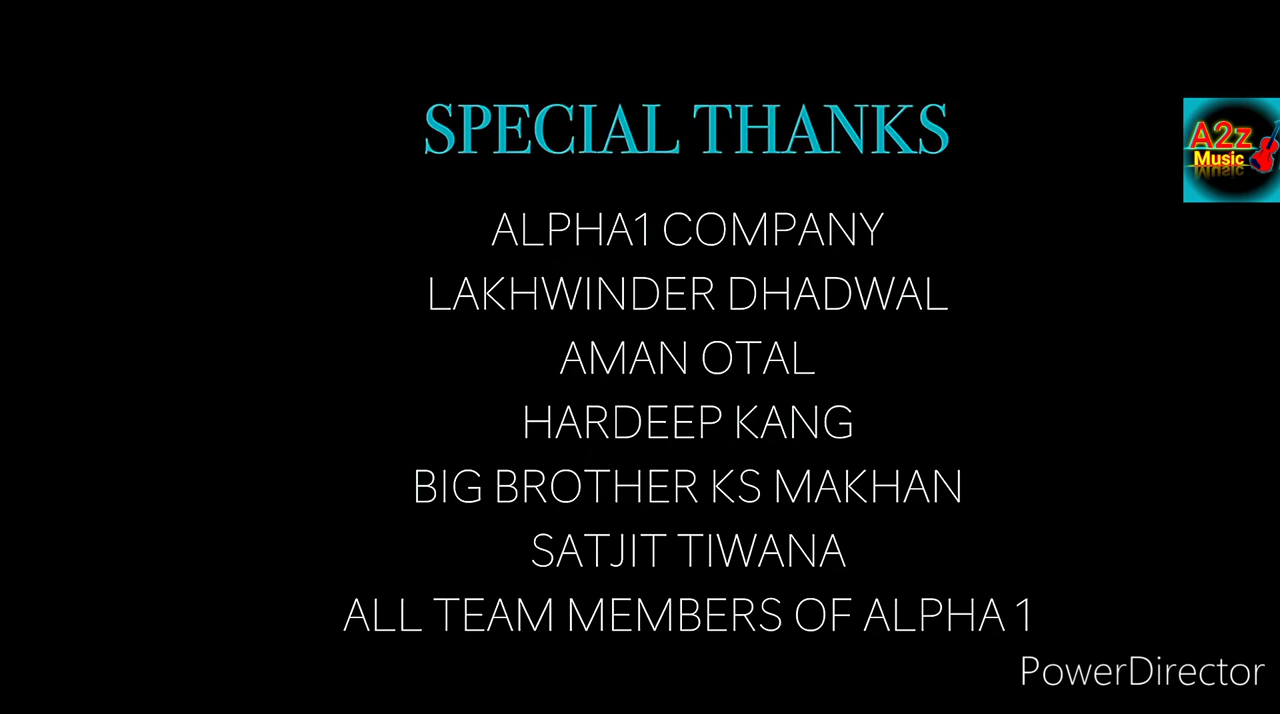 SPECIAL THANKS
A2z
Music
ALPHA1 COMPANY
LAKHWINDER DHADWAL
AMAN OTAL
HARDEEP KANG
BIG BROTHER KS MAKHAN
SATJIT TIWANA
ALL TEAM MEMBERS OF ALPHA 1
PowerDirector